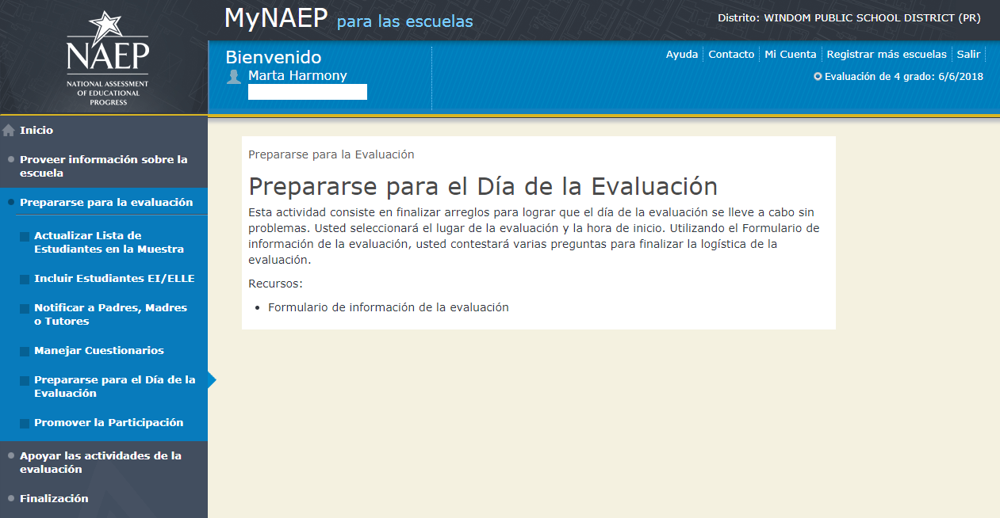 NAEP
NATIONAL ASSESSMENT
OF EDUCATIONAL
PROGRESS
MyNAEP para las escuelas
Distrito: WINDOM PUBLIC SCHOOL DISTRICT (PR)
Bienvenido
Marta Harmony
Ayuda Contacto Mi Cuenta Registrar más escuelas Salir
Evaluación de 4 grado: 6/6/2018
Inicio
Proveer información sobre la
escuela
Prepararse para la evaluación
Actualizar Lista de
Estudiantes en la Muestra
Incluir Estudiantes EI/ELLE
Notificar a Padres, Madres
o Tutores
Manejar Cuestionarios
Prepararse para el Día de la
Evaluación
Promover la Participación
Apoyar las actividades de la
evaluación
Finalización
Prepararse para la Evaluación
Prepararse para el Día de la Evaluación
Esta actividad consiste en finalizar arreglos para lograr que el día de la evaluación se lleve a cabo sin
problemas. Usted seleccionará el lugar de la evaluación y la hora de inicio. Utilizando el Formulario de
información de la evaluación, usted contestará varias preguntas para finalizar la logística de la
evaluación.
Recursos:
• Formulario de información de la evaluación